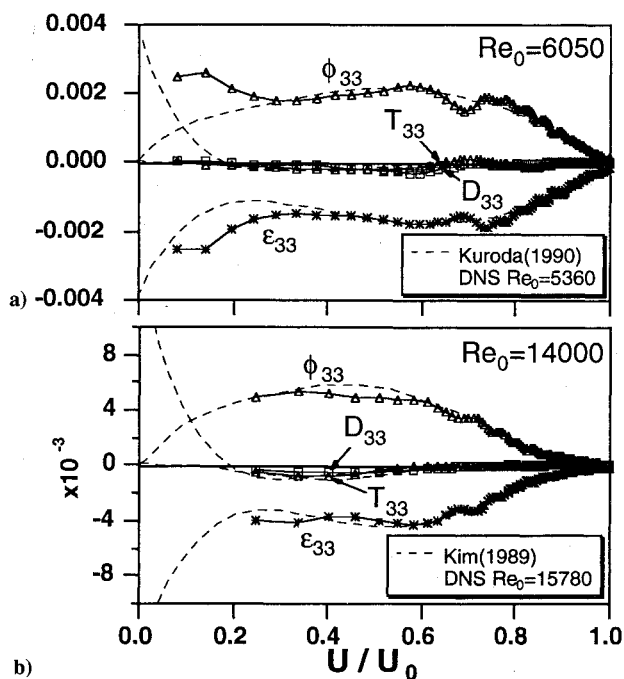 a)
0.004
0.002
0.000
-0.002
-0.004
Re0=6050
ϕ33
T33
D33
ε33
Kuroda(1990)
DNS Re0=5360
b)
8
4
0
-4
-8
x10-3
Re0=14000
ϕ33
D33
T33
ε33
Kim(1989)
DNS Re0=15780
0.0 0.2 0.4 0.6 0.8 1.0
U / U0